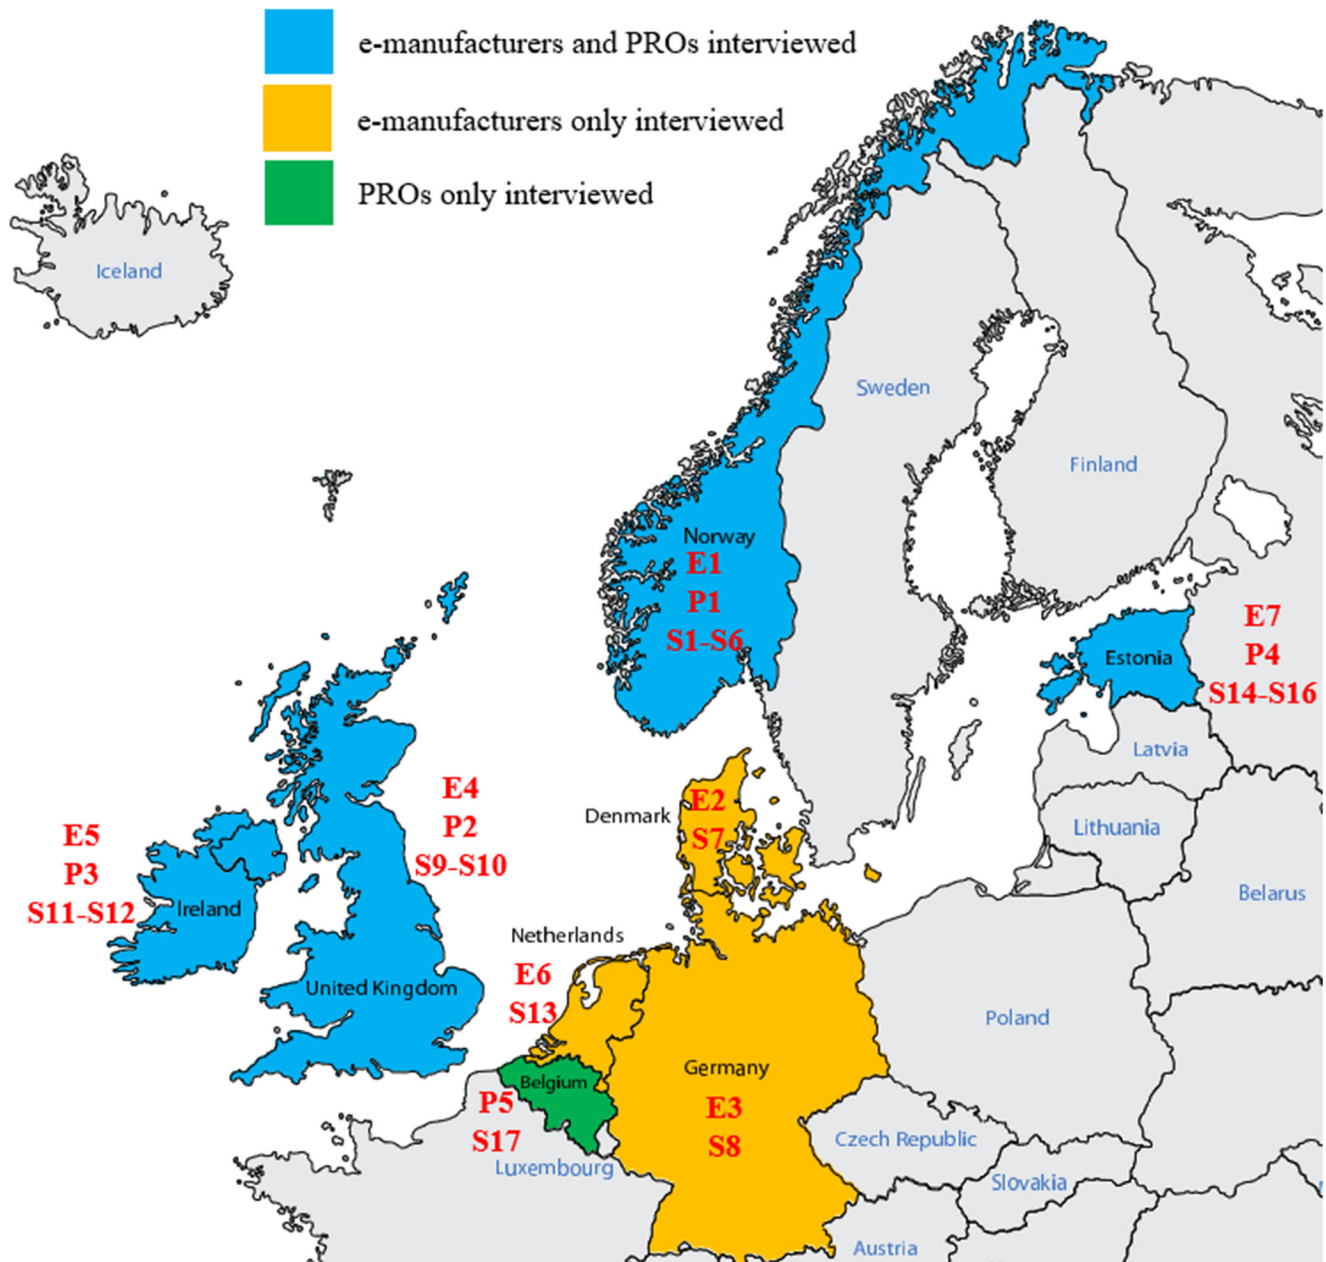 e-manufacturers and PROs interviewed
e-manufacturers only interviewed
PROs only interviewed
Iceland
Sweden
Finland
Norway
E1
P1
S1-S6
E7
P4
S14-S16
Estonia
Latvia
Lithuania
Belarus
Denmark
E2
S7
E4
P2
S9-S10
E5
P3
S11-S12
Ireland
United Kingdom
Netherlands
E6
S13
Poland
Germany
E3
S8
Belgium
P5
S17
Luxembourg
Czech Republic
Slovakia
Austria